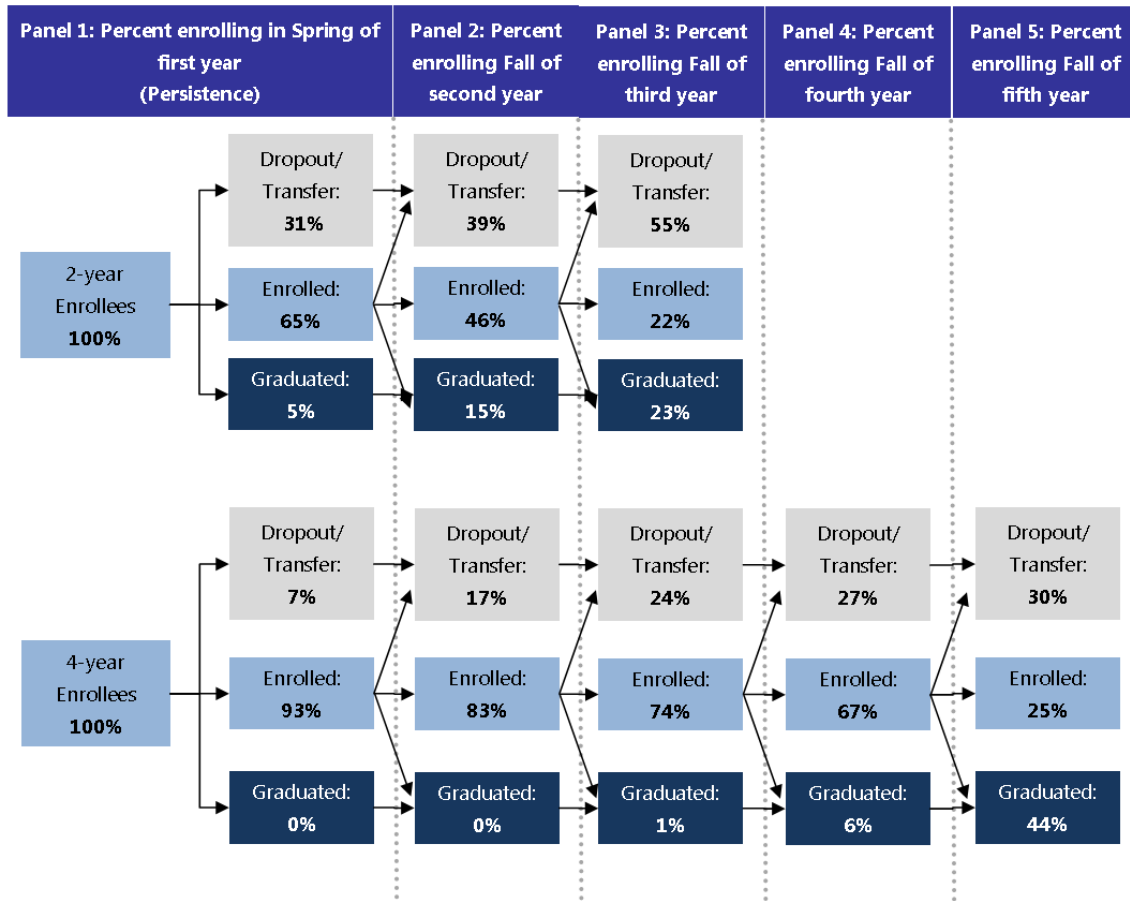 Panel 1: Percent enrolling in Spring of
first year
(Persistence)
Panel 2: Percent
enrolling Fall of
second year
Panel 3: Percent
enrolling Fall of
third year
Panel 4: Percent
enrolling Fall of
fourth year
Panel 5: Percent
enrolling Fall of
fifth year
2-year
Enrollees
100%
Dropout/
Transfer:
31%
Dropout/
Transfer:
39%
Dropout/
Transfer:
55%
Enrolled:
65%
Enrolled:
46%
Enrolled:
22%
Graduated:
5%
Graduated:
15%
Graduated:
23%
4-year
Enrollees
100%
Dropout/
Transfer:
7%
Dropout/
Transfer:
17%
Dropout/
Transfer:
24%
Dropout/
Transfer:
27%
Dropout/
Transfer:
30%
Enrolled:
93%
Enrolled:
83%
Enrolled:
74%
Enrolled:
67%
Enrolled:
25%
Graduated:
0%
Graduated:
0%
Graduated:
1%
Graduated:
6%
Graduated:
44%